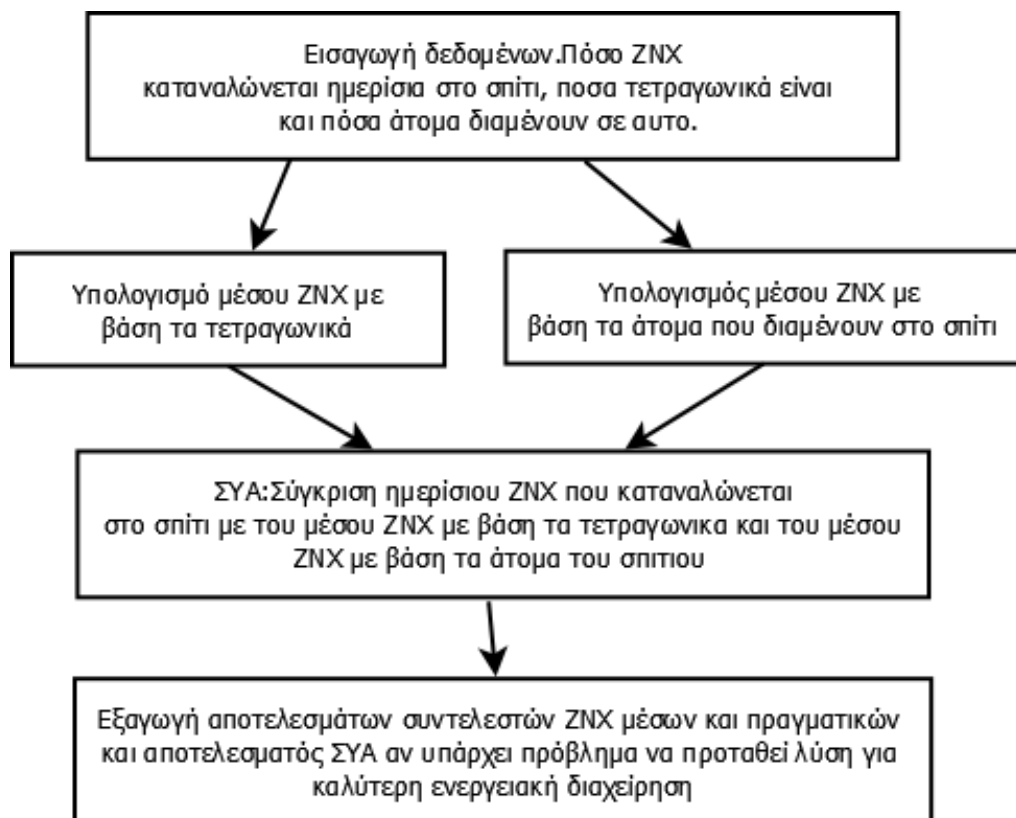 Εισαγωγή δεδομένων.Πόσο ΖΝΧ
καταναλώνεται ημερίσια στο σπίτι, ποσα τετραγωνικά είναι
και πόσα άτομα διαμένουν σε αυτο.
Υπολογισμό μέσου ΖΝΧ με
βάση τα τετραγωνικά
Υπολογισμός μέσου ΖΝΧ με
βάση τα άτομα που διαμένουν στο σπίτι
ΣΥΑ:Σύγκριση ημερίσιου ΖΝΧ που καταναλώνεται
στο σπίτι με του μέσου ΖΝΧ με βάση τα τετραγωνικα και του μέσου
ΖΝΧ με βάση τα άτομα του σπιτιου
Εξαγωγή αποτελεσμάτων συντελεστών ΖΝΧ μέσων και πραγματικών
και αποτελεσματός ΣΥΑ αν υπάρχει πρόβλημα να προταθεί λύση για
καλύτερη ενεργειακή διαχείρηση